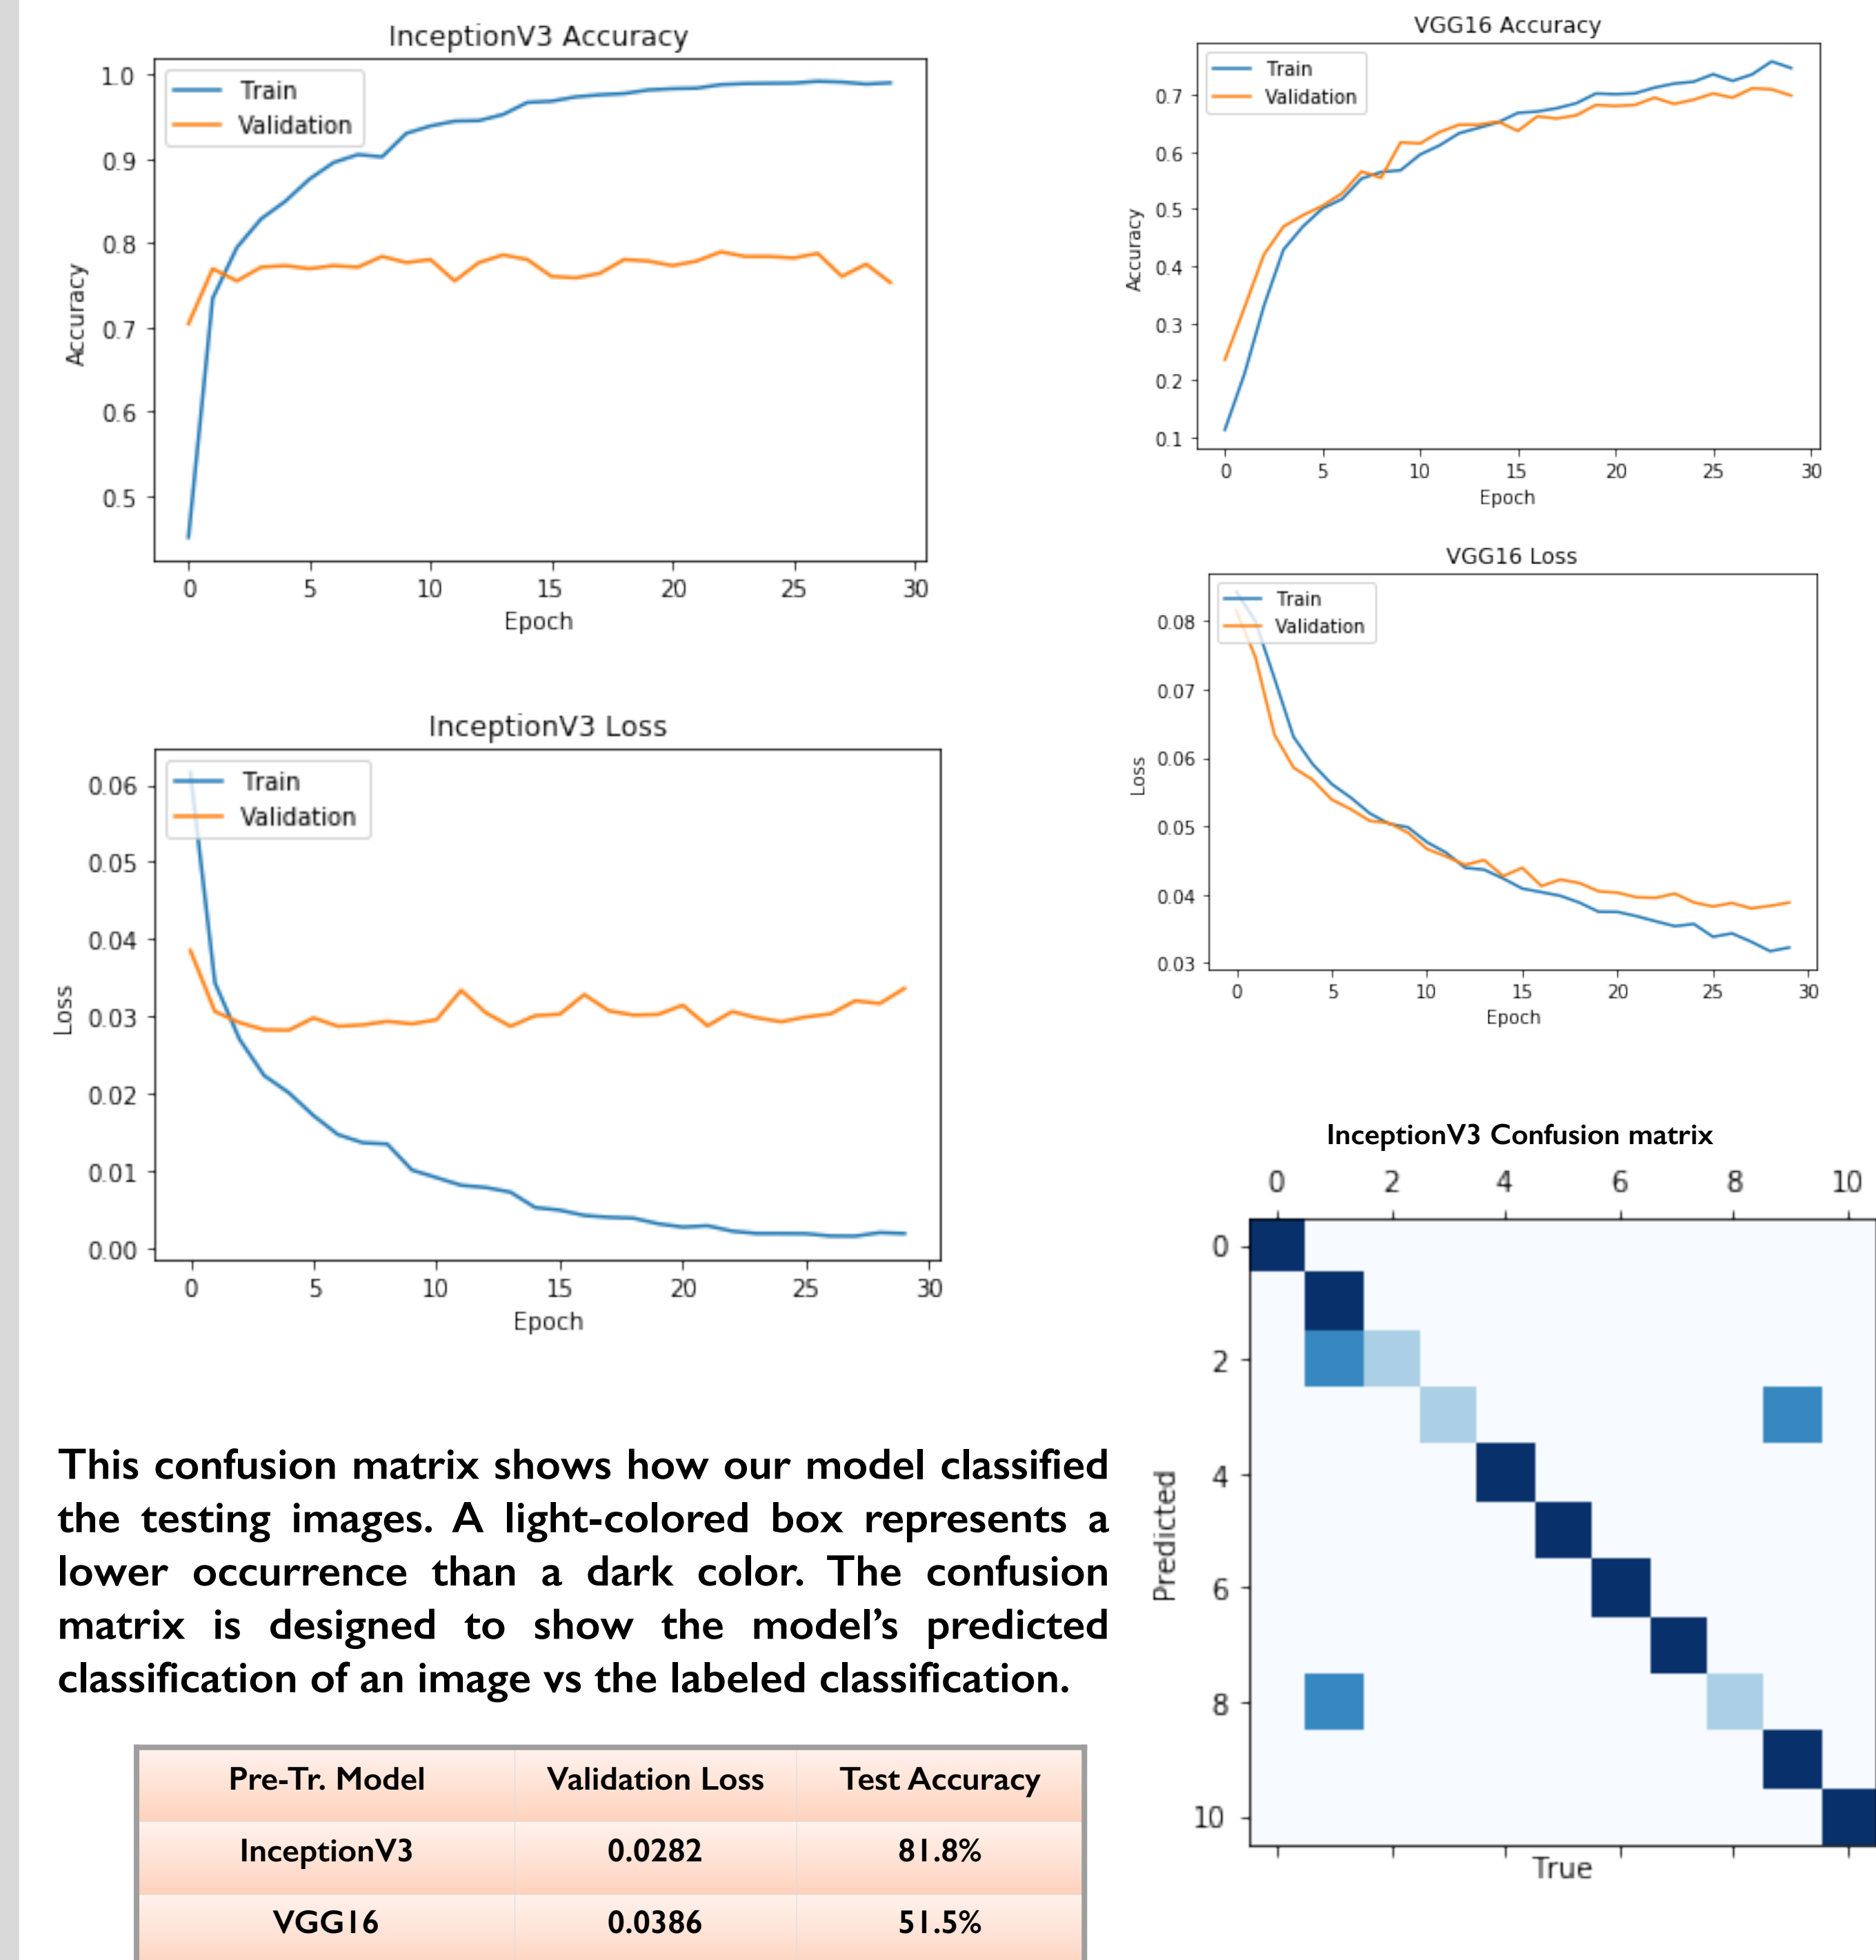 InceptionV3 Accuracy
Train
Validation
1.0
0.9
0.8
0.7
0.6
0.5
Accuracy
0 5 10 15 20 25 30
Epoch
InceptionV3 Loss
Train
Validation
0.06
0.05
0.04
0.03
0.02
0.01
0.00
Loss
0 5 10 15 20 25 30
Epoch
This confusion matrix shows how our model classified
the testing images. A light-colored box represents a
lower occurrence than a dark color. The confusion
matrix is designed to show the model’s predicted
classification of an image vs the labeled classification.
Pre-Tr. Model Validation Loss Test Accuracy
InceptionV3 0.0282 81.8%
VGG16 0.0386 51.5%
VGG16 Accuracy
Train
Validation
0.7
0.6
0.5
0.4
0.3
0.2
0.1
Accuracy
0 5 10 15 20 25 30
Epoch
VGG16 Loss
Train
Validation
0.08
0.07
0.06
0.05
0.04
0.03
Loss
0 5 10 15 20 25 30
Epoch
InceptionV3 Confusion matrix
0 2 4 6 8 10
0
2
4
6
8
10
Predicted
True